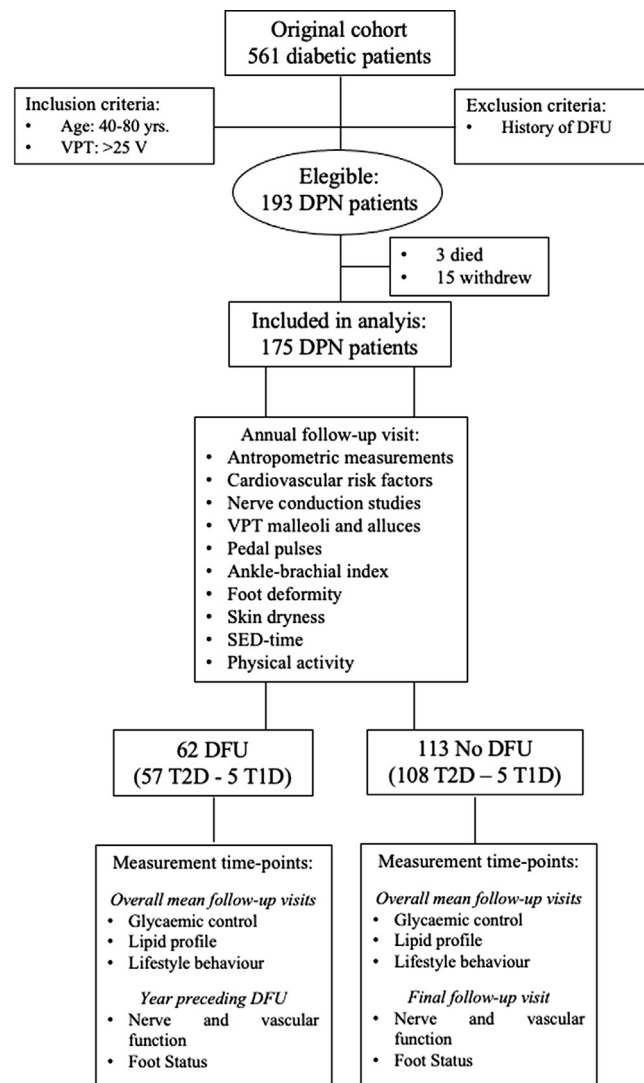 Original cohort
561 diabetic patients
Inclusion criteria:
• Age: 40-80 yrs.
• VPT: >25 V
Exclusion criteria:
• History of DFU
Elegible:
193 DPN patients
• 3 died
• 15 withdrew
Included in analyis:
175 DPN patients
Annual follow-up visit:
• Antropometric measurements
• Cardiovascular risk factors
• Nerve conduction studies
• VPT malleoli and alluces
• Pedal pulses
• Ankle-brachial index
• Foot deformity
• Skin dryness
• SED-time
• Physical activity
62 DFU
(57 T2D - 5 T1D)
113 No DFU
(108 T2D – 5 T1D)
Measurement time-points:
Overall mean follow-up visits
• Glycaemic control
• Lipid profile
• Lifestyle behaviour
Year preceding DFU
• Nerve and vascular
function
• Foot Status
Measurement time-points:
Overall mean follow-up visits
• Glycaemic control
• Lipid profile
• Lifestyle behaviour
Final follow-up visit
• Nerve and vascular
function
• Foot Status